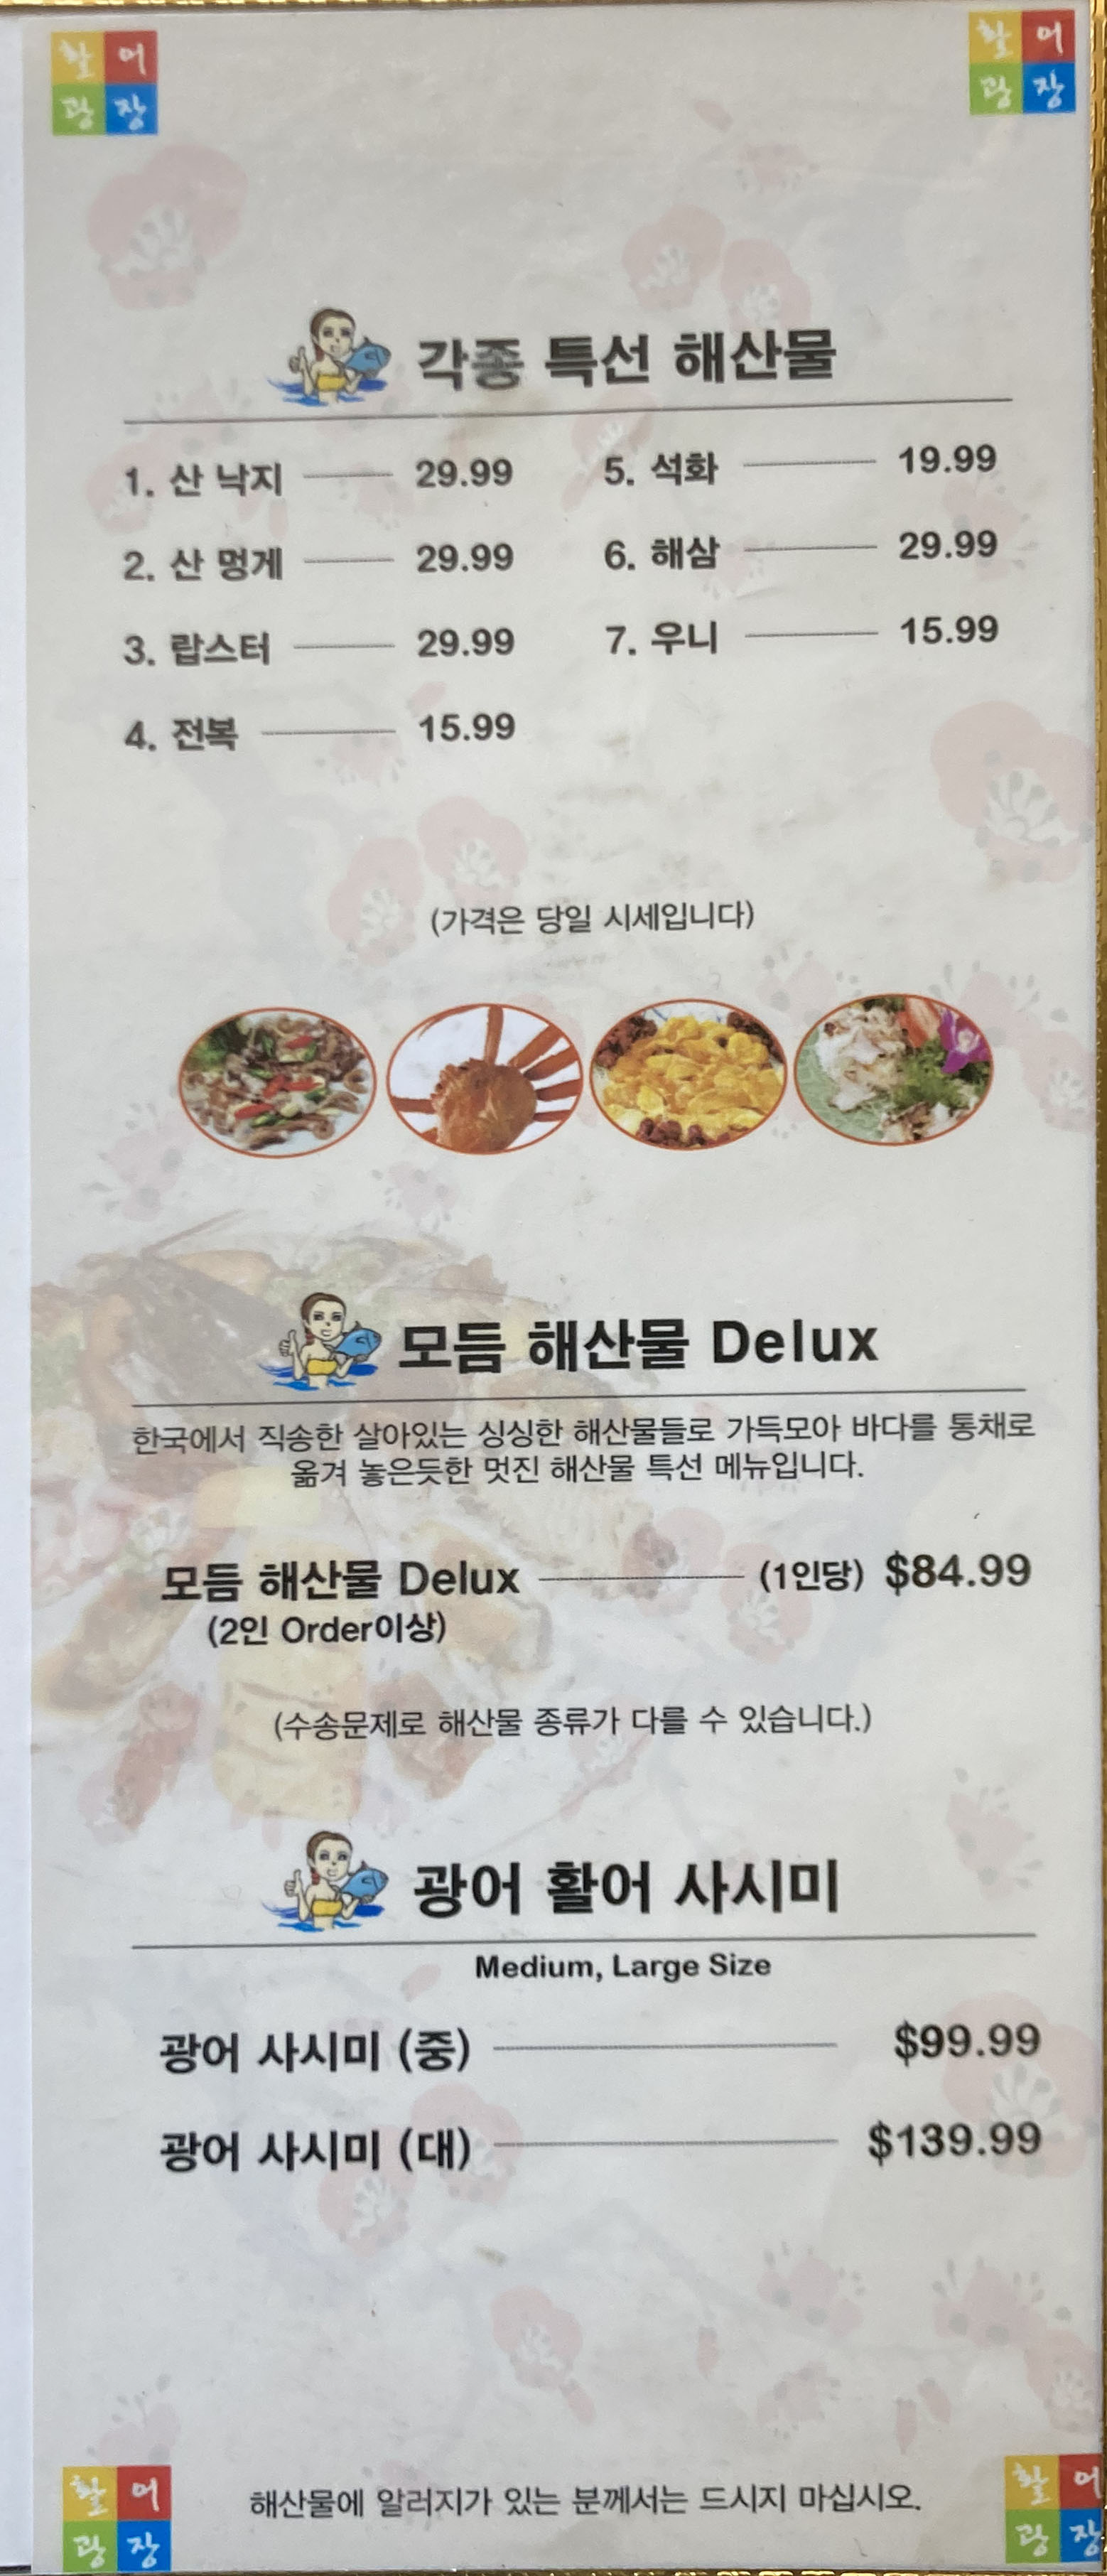 활어
광장
활어
광장
각종 특선 해산물
1. 산 낙지 29.99
2. 산 멍게 29.99
3. 랍스터 29.99
4. 전복 15.99
5. 석화 19.99
6. 해삼 29.99
7. 우니 15.99
(가격은 당일 시세입니다)
모듬 해산물 Delux
한국에서 직송한 살아있는 싱싱한 해산물들로 가득모아 바다를 통채로
옮겨 놓은듯한 멋진 해산물 특선 메뉴입니다.
모듬 해산물 Delux (1인당) $84.99
(2인 Order이상)
(수송문제로 해산물 종류가 다를 수 있습니다.)
광어 활어 사시미
Medium, Large Size
광어 사시미 (중) $99.99
광어 사시미 (대) $139.99
해산물에 알러지가 있는 분께서는 드시지 마십시오.
활어
광장
활어
광장